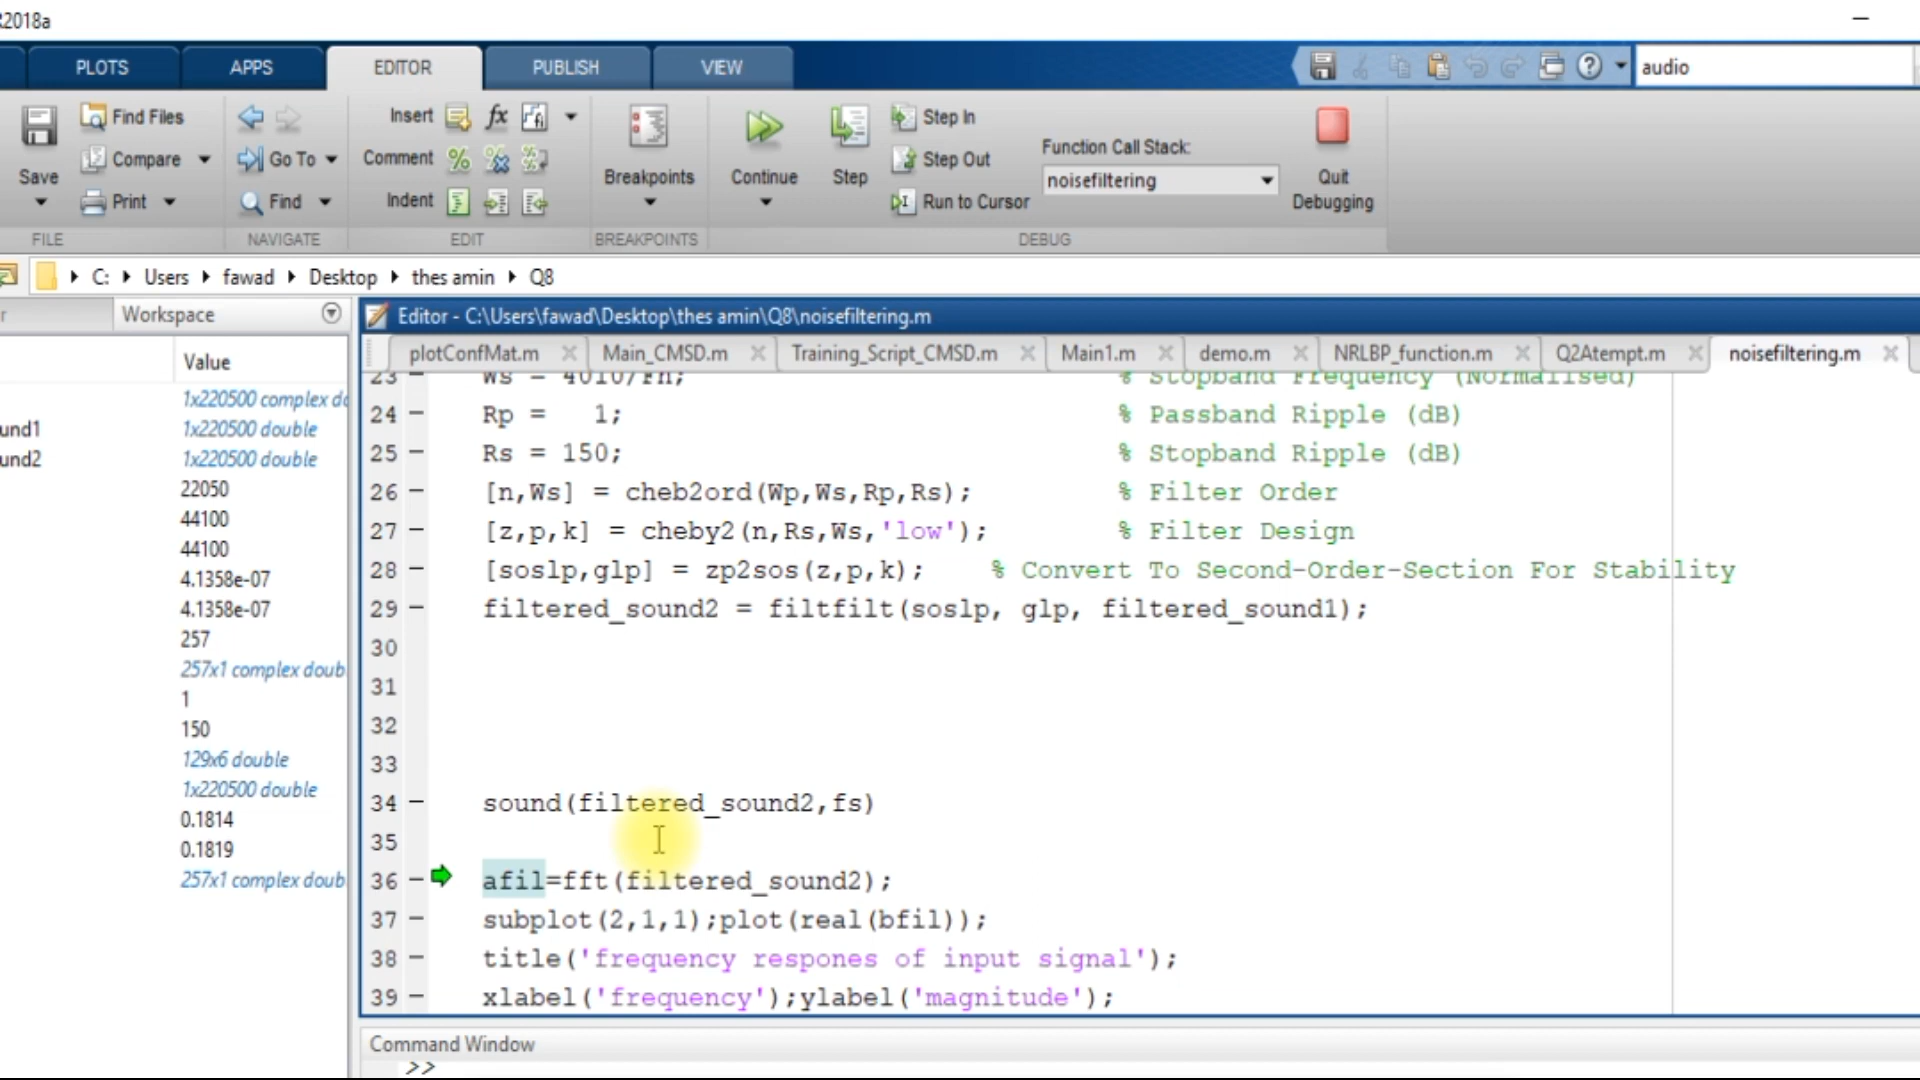 R2018a
PLOTS APPS EDITOR PUBLISH VIEW audio
Save Find Files Compare Print
FILE
Go To Find
NAVIGATE
Insert fx
Comment
Indent
EDIT
Breakpoints
BREAKPOINTS
Continue Step Step In Step Out Run to Cursor
Function Call Stack:
noisefiltering
Quit Debugging
DEBUG
C: Users fawad Desktop thes amin Q8
Workspace
Value
1x220500 complex do
und1 1x220500 double
und2 1x220500 double
22050
44100
44100
4.1358e-07
4.1358e-07
257
257x1 complex doub
1
150
129x6 double
1x220500 double
0.1814
0.1819
257x1 complex doub
Editor - C:\Users\fawad\Desktop\thes amin\Q8\noisefiltering.m
plotConfMat.m Main_CMSD.m Training_Script_CMSD.m Main1.m demo.m NRLBP_function.m Q2Atempt.m noisefiltering.m
23 - Ws = 4010/Fn; % Stopband Frequency (Normalised)
24 - Rp = 1; % Passband Ripple (dB)
25 - Rs = 150; % Stopband Ripple (dB)
26 - [n,Ws] = cheb2ord(Wp,Ws,Rp,Rs); % Filter Order
27 - [z,p,k] = cheby2(n,Rs,Ws,'low'); % Filter Design
28 - [soslp,glp] = zp2sos(z,p,k); % Convert To Second-Order-Section For Stability
29 - filtered_sound2 = filtfilt(soslp, glp, filtered_sound1);
30
31
32
33
34 - sound(filtered_sound2,fs)
35
36 - afil=fft(filtered_sound2);
37 - subplot(2,1,1);plot(real(bfil));
38 - title('frequency respones of input signal');
39 - xlabel('frequency');ylabel('magnitude');
Command Window
>>